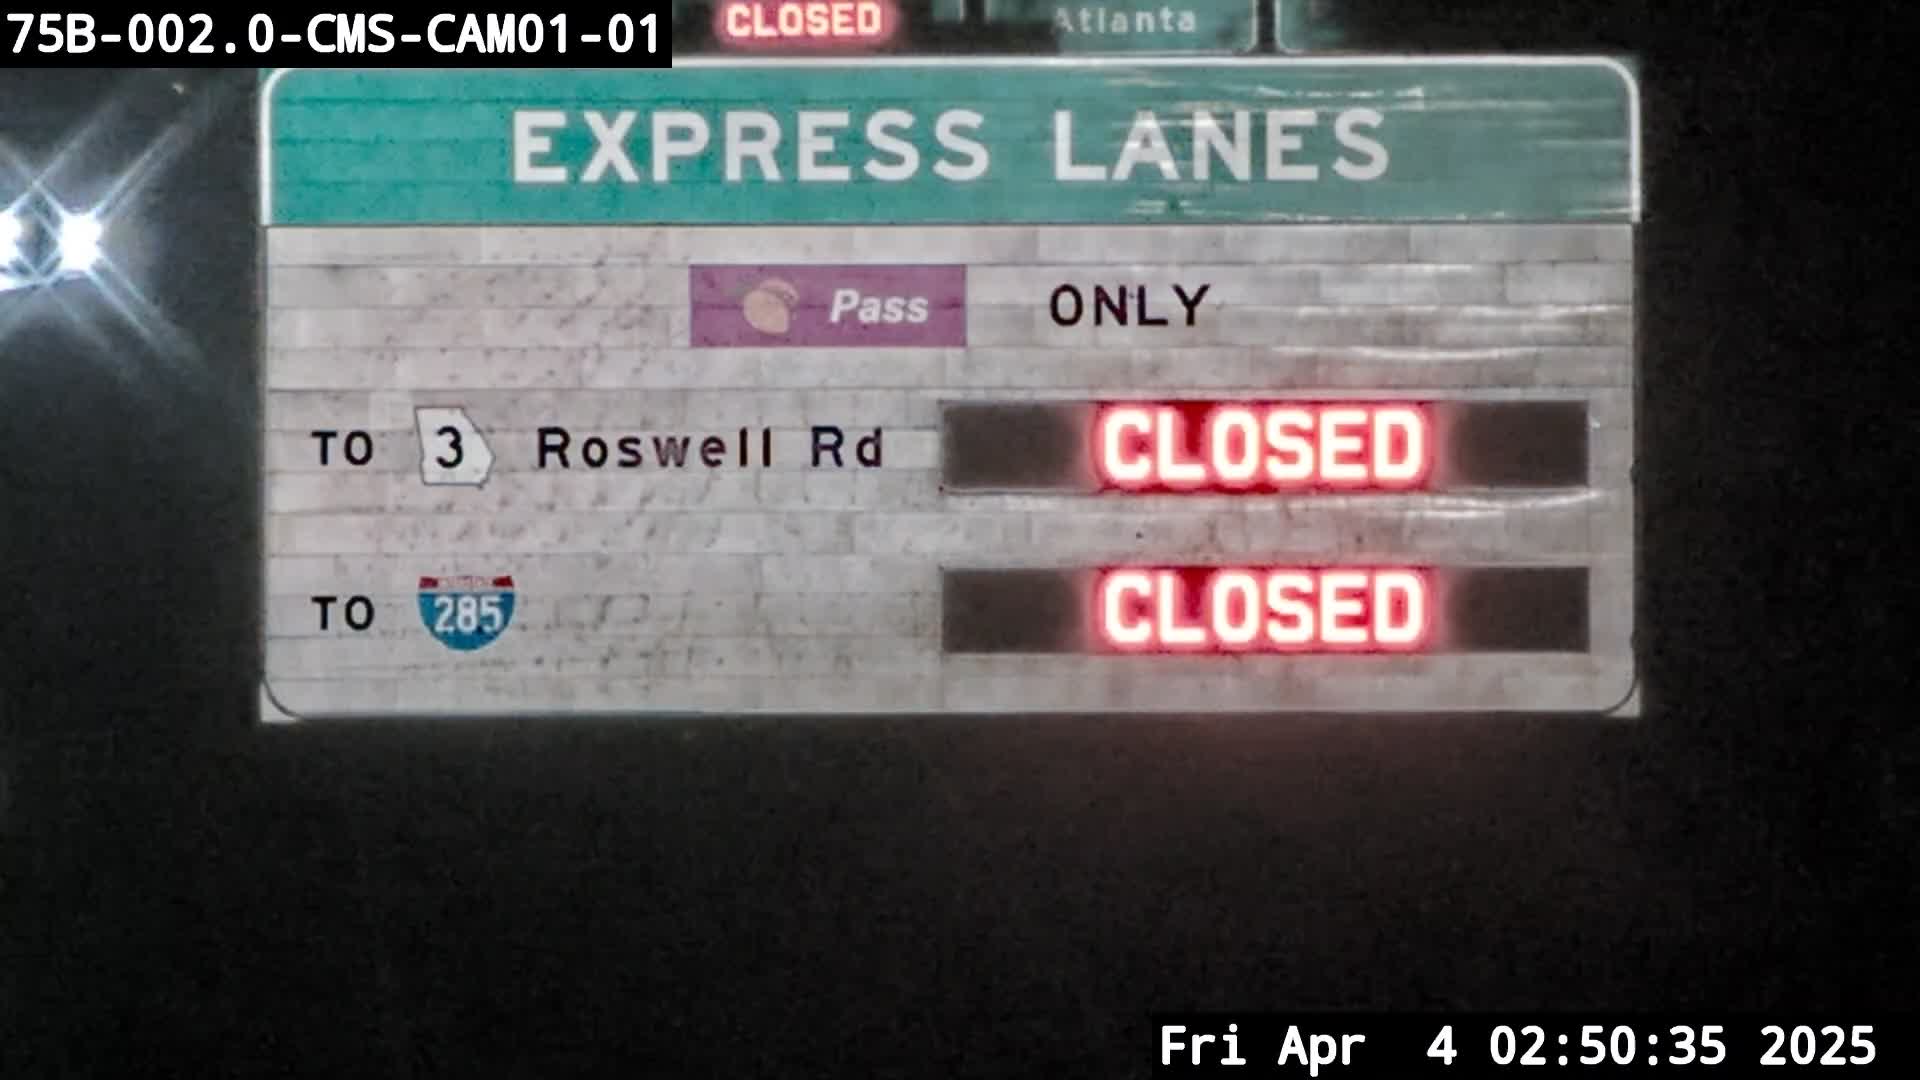 75B-002.0-CMS-CAM01-01
CLOSED
Atlanta
EXPRESS LANES
Pass ONLY
TO 3 Roswell Rd CLOSED
TO 285 CLOSED
Fri Apr 4 02:50:35 2025